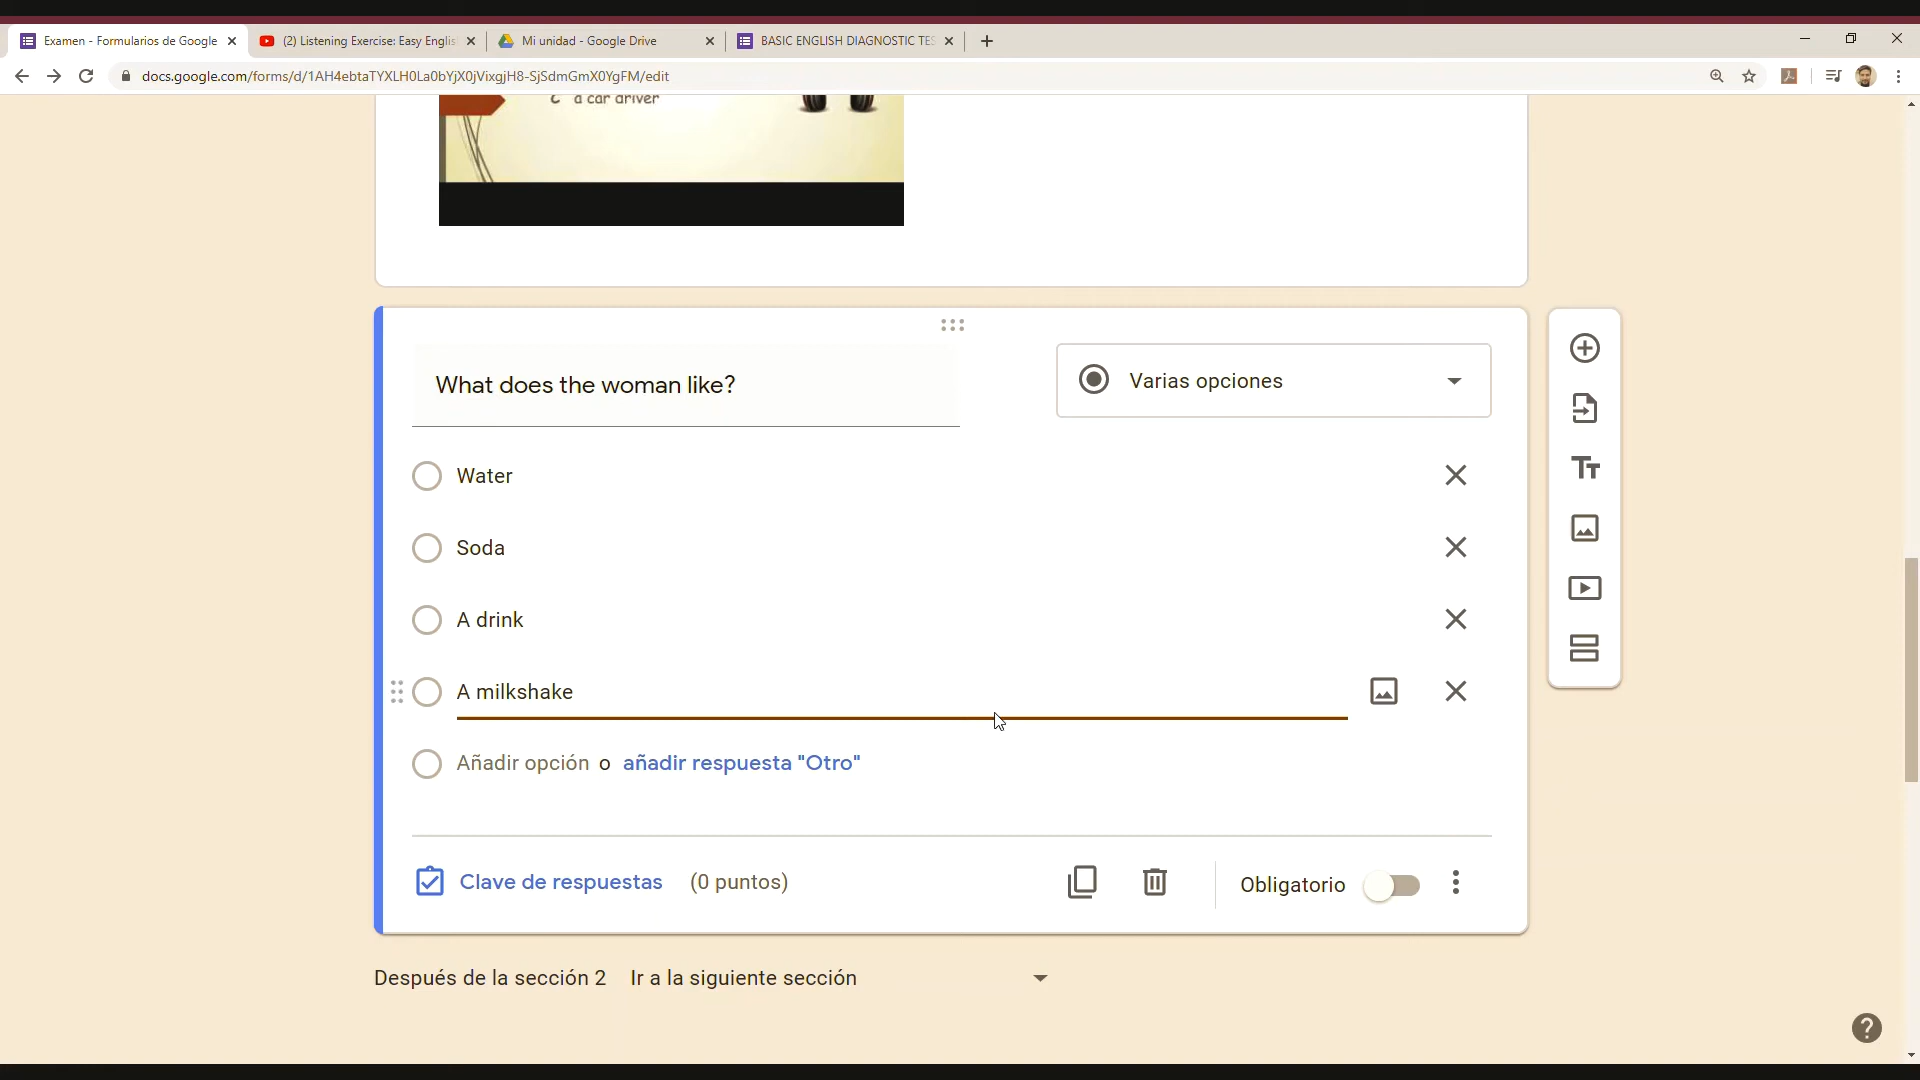 Examen - Formularios de Google
(2) Listening Exercise: Easy Englis
Mi unidad - Google Drive
BASIC ENGLISH DIAGNOSTIC TES
docs.google.com/forms/d/1AH4ebtaTYXLH0La0bYjX0jVixgjH8-SjSdmGmX0YgFM/edit
c a car driver
What does the woman like?
Varias opciones
Water
Soda
A drink
A milkshake
Añadir opción o añadir respuesta "Otro"
Clave de respuestas (0 puntos)
Obligatorio
Después de la sección 2 Ir a la siguiente sección